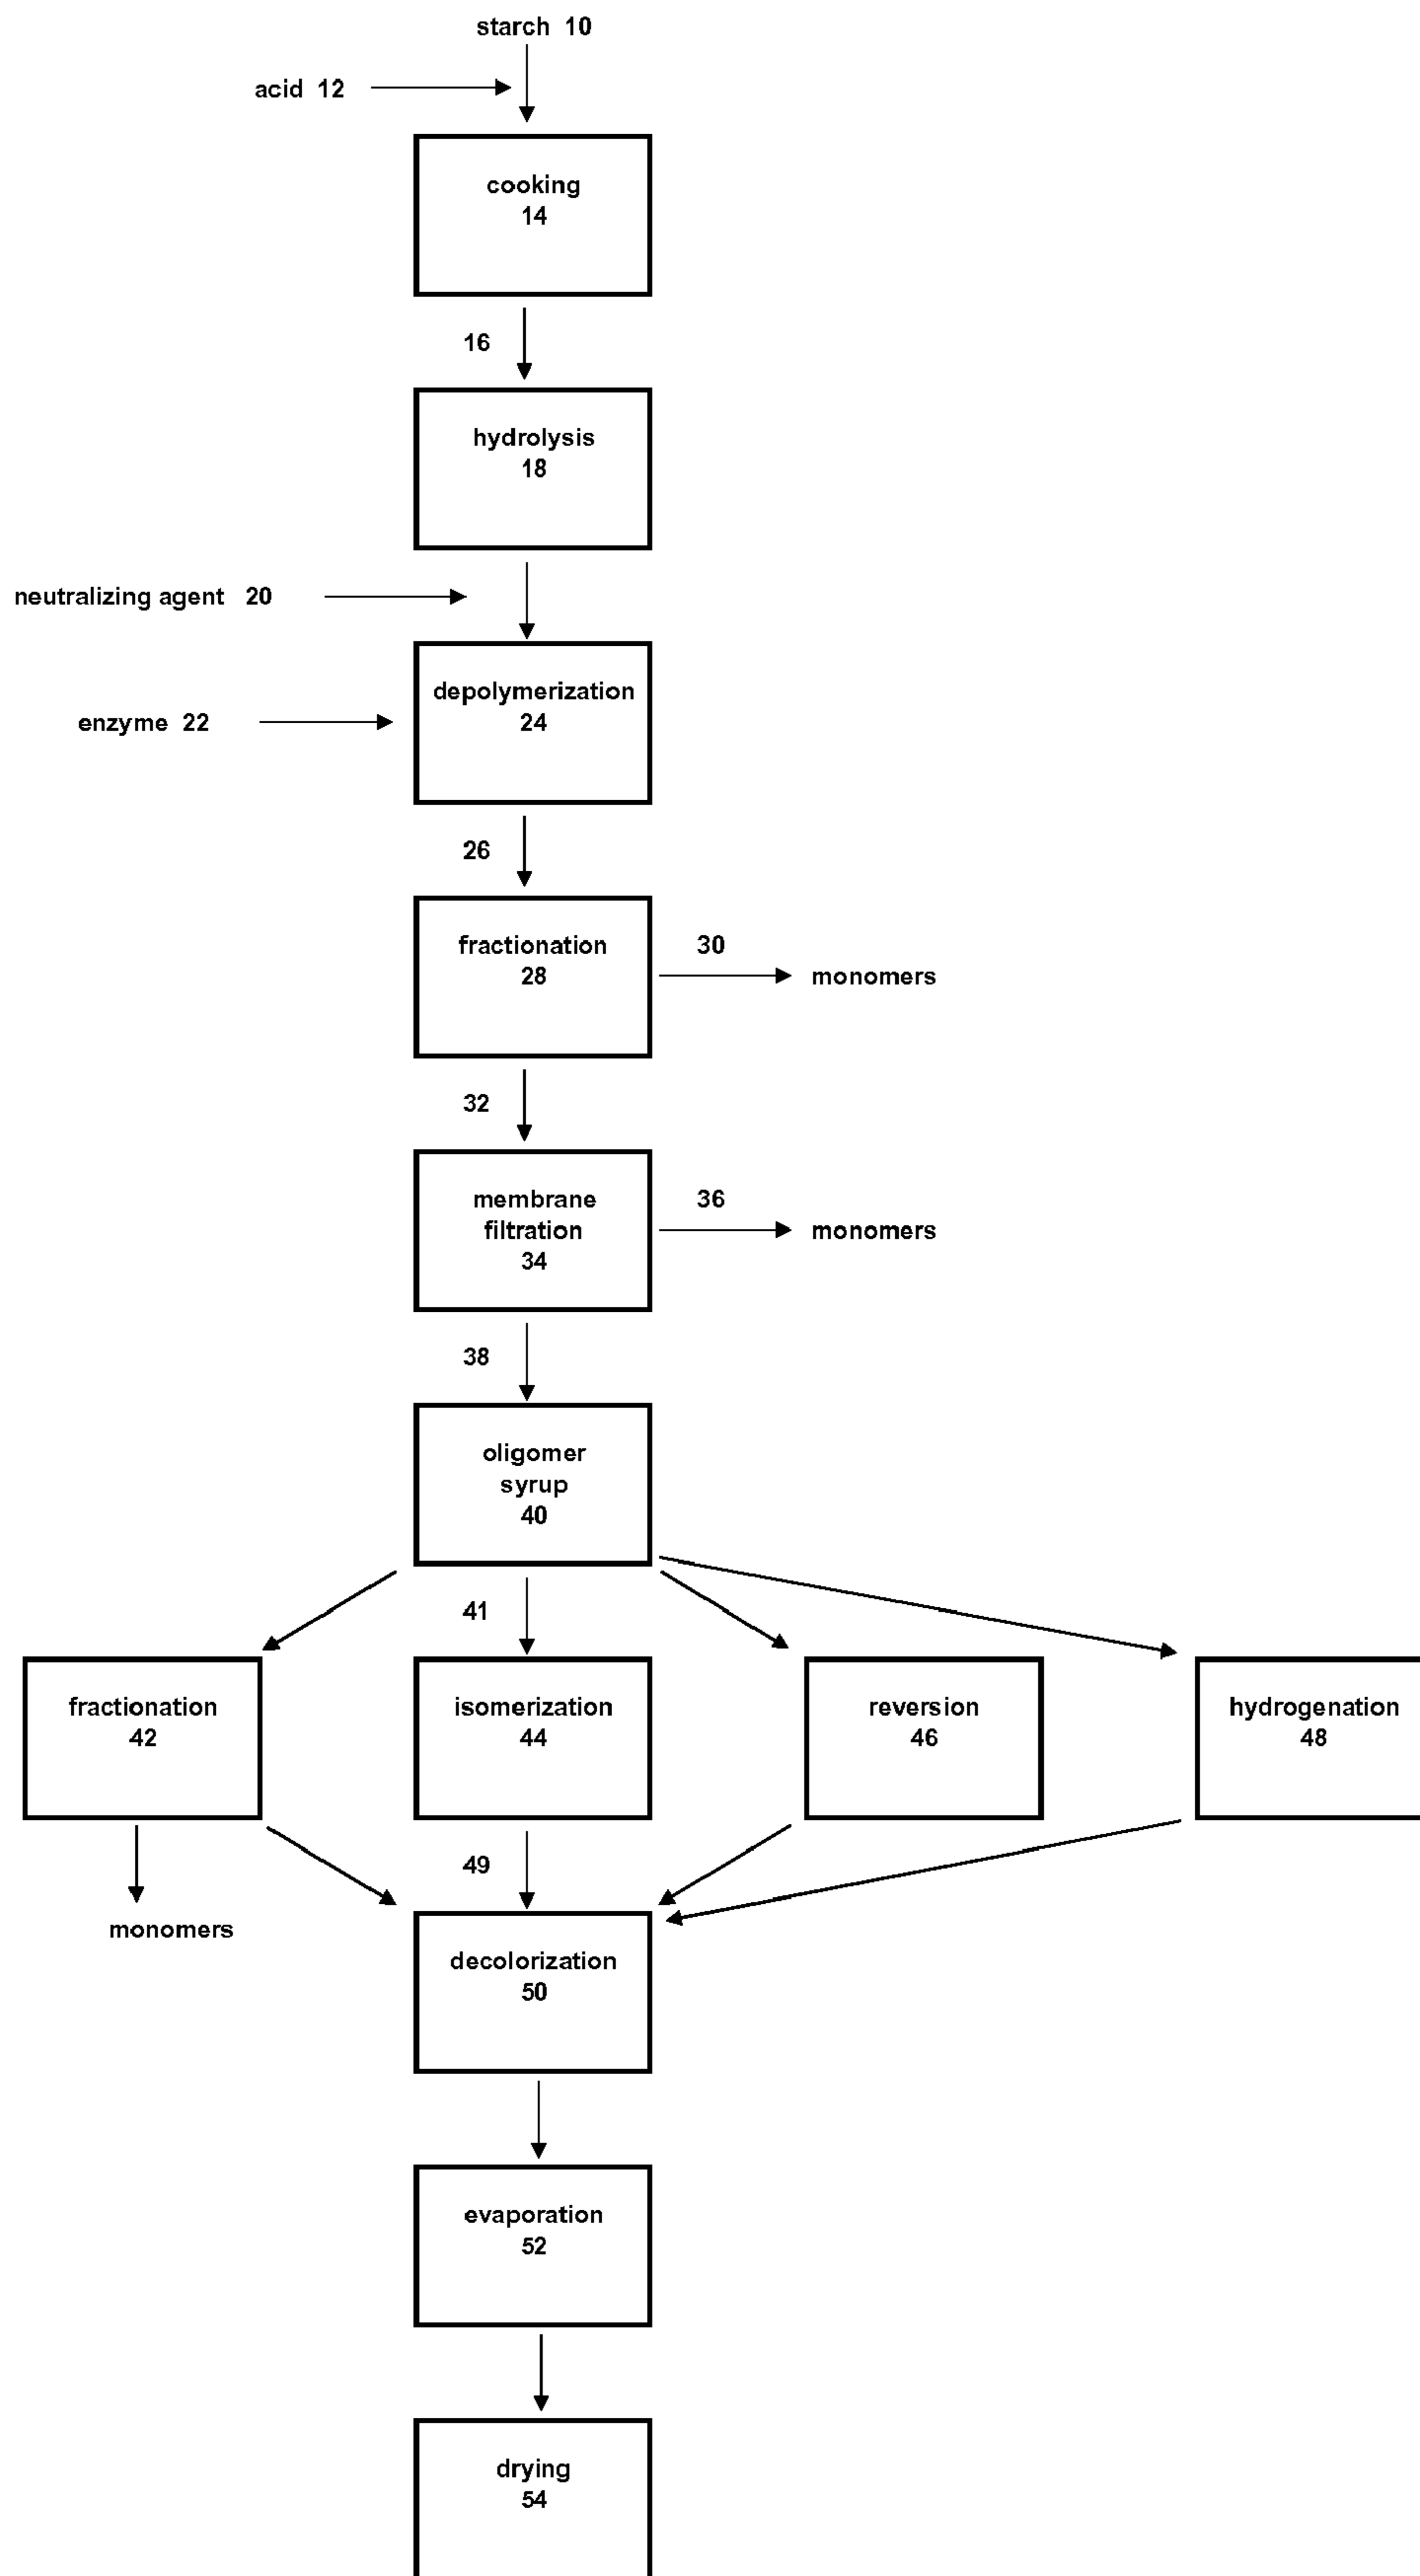 starch 10
acid 12
cooking
14
16
hydrolysis
18
neutralizing agent 20
depolymerization
24
enzyme 22
26
fractionation
28
30
monomers
32
membrane
filtration
34
36
monomers
38
oligomer
syrup
40
41
fractionation
42
isomerization
44
reversion
46
hydrogenation
48
49
monomers
decolorization
50
evaporation
52
drying
54